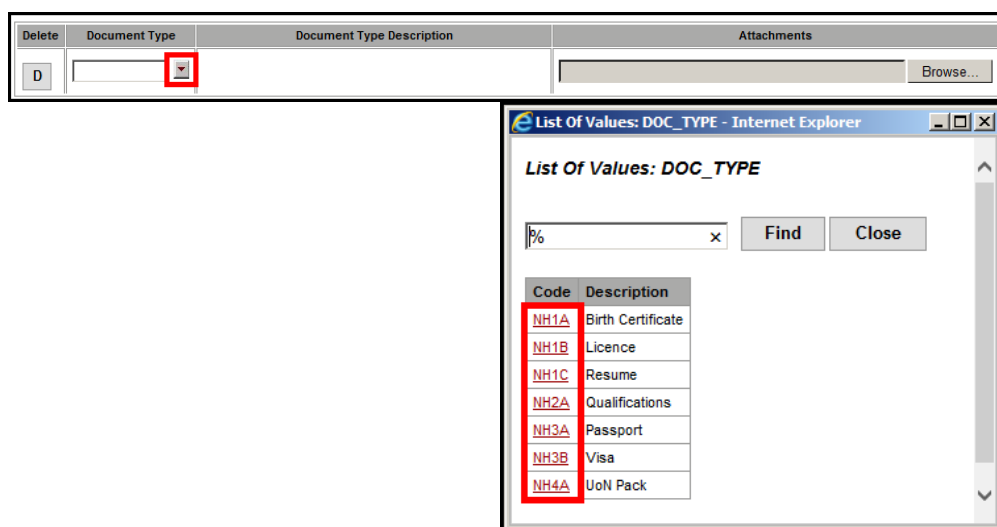 Delete Document Type Document Type Description Attachments
D Browse...
List Of Values: DOC_TYPE - Internet Explorer
List Of Values: DOC_TYPE
% × Find Close
Code Description
NH1A Birth Certificate
NH1B Licence
NH1C Resume
NH2A Qualifications
NH3A Passport
NH3B Visa
NH4A UoN Pack